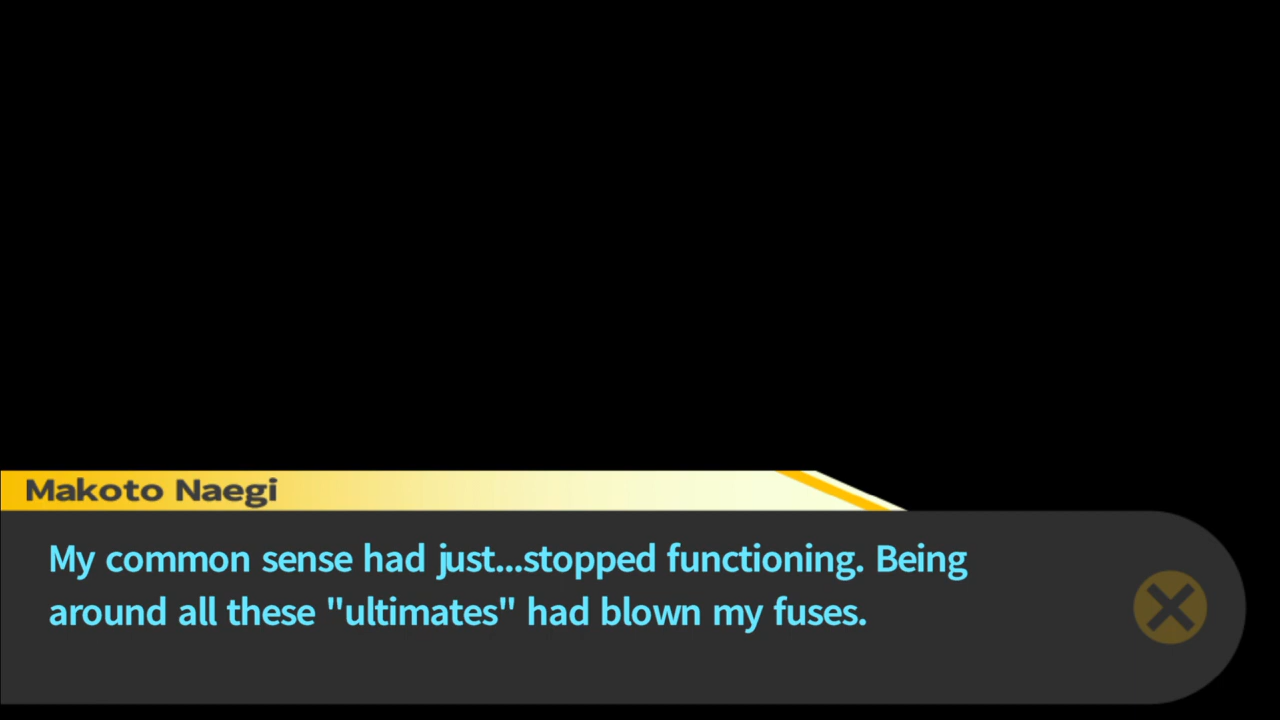 Makoto Naegi
My common sense had just...stopped functioning. Being
around all these "ultimates" had blown my fuses.